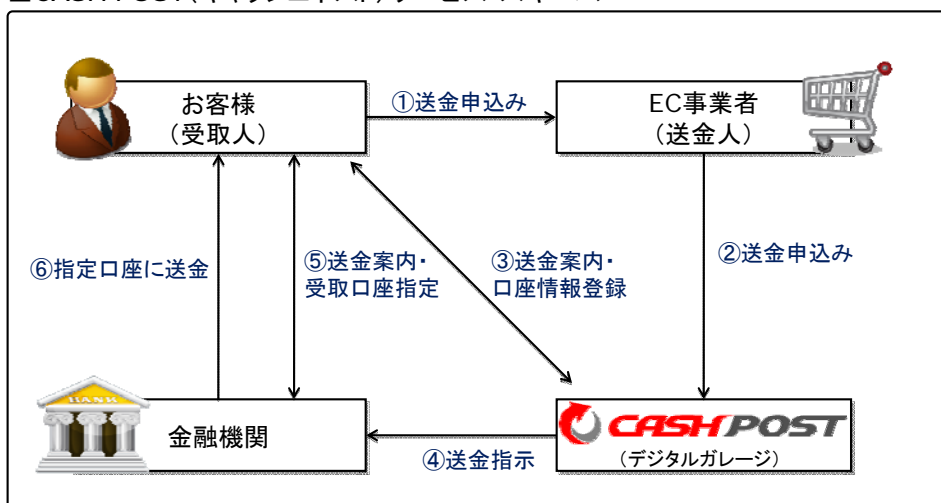 お客様
(受取人)
①送金申込み
EC事業者
(送金人)
⑥指定口座に送金
⑤送金案内・
受取口座指定
③送金案内・
口座情報登録
②送金申込み
BANK
金融機関
④送金指示
CASHPOST
(デジタルガレージ)